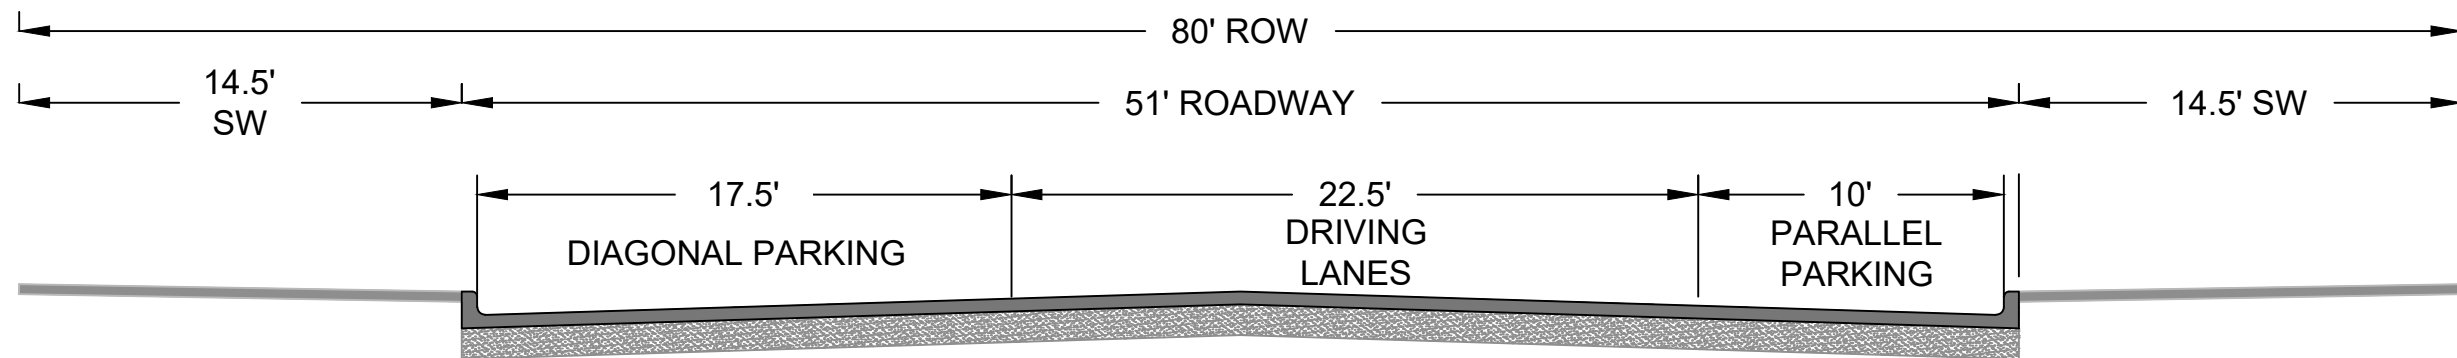 80' ROW
14.5'
SW
51' ROADWAY
14.5' SW
17.5'
DIAGONAL PARKING
22.5'
DRIVING
LANES
10'
PARALLEL
PARKING